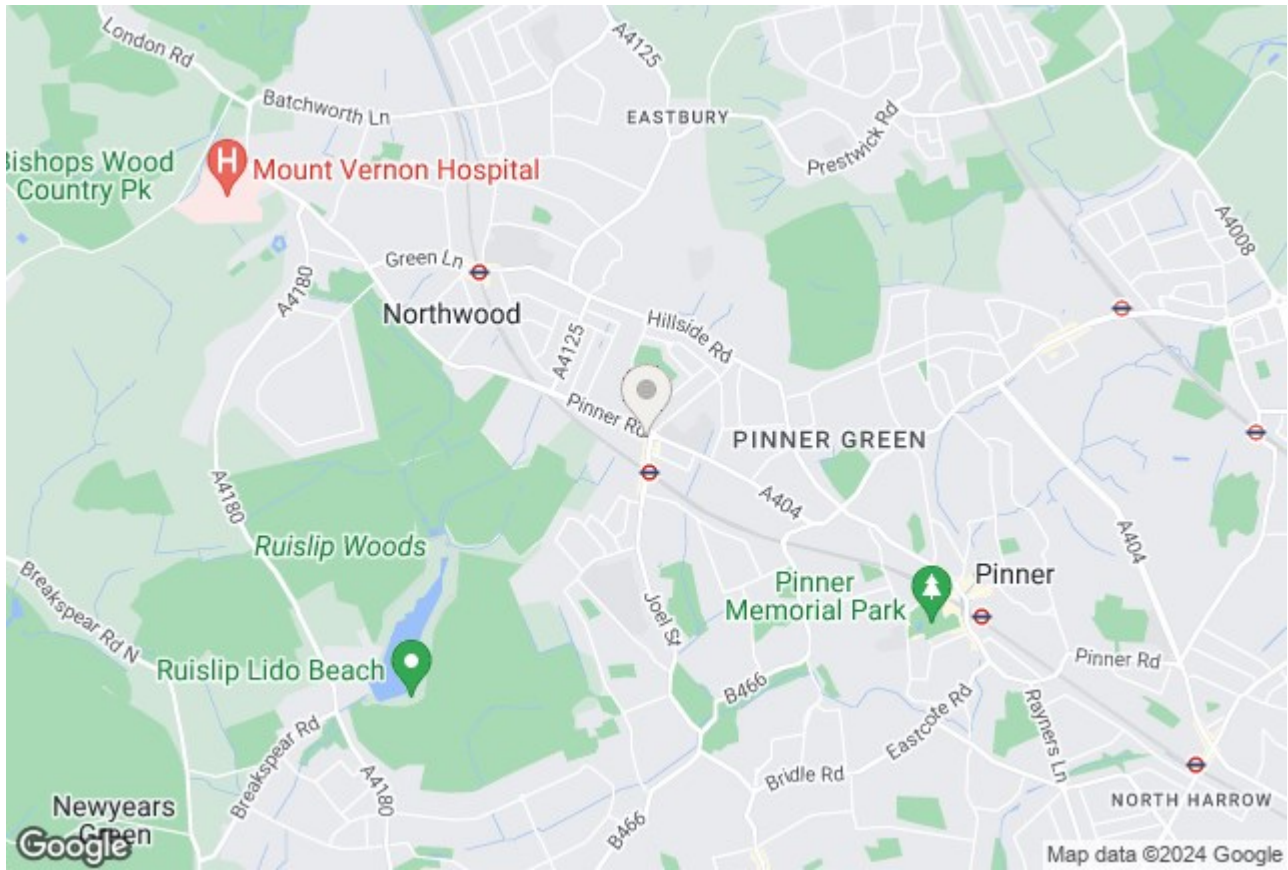 London Rd
A4125
Batchworth Ln
EASTBURY
Prestwick Rd
Bishops Wood
Country Pk
H
Mount Vernon Hospital
A4008
Green Ln
A4180
Northwood
Hillside Rd
A4125
Pinner Rd
PINNER GREEN
A4180
A404
A404
Ruislip Woods
Breakspear Rd N
Pinner
Memorial Park
Pinner
Joel St
Ruislip Lido Beach
Pinner Rd
B466
Eastcote Rd
Rayners Ln
Breakspear Rd
A4180
Bridle Rd
Newyears
Green
B466
NORTH HARROW
Google
Map data ©2024 Google